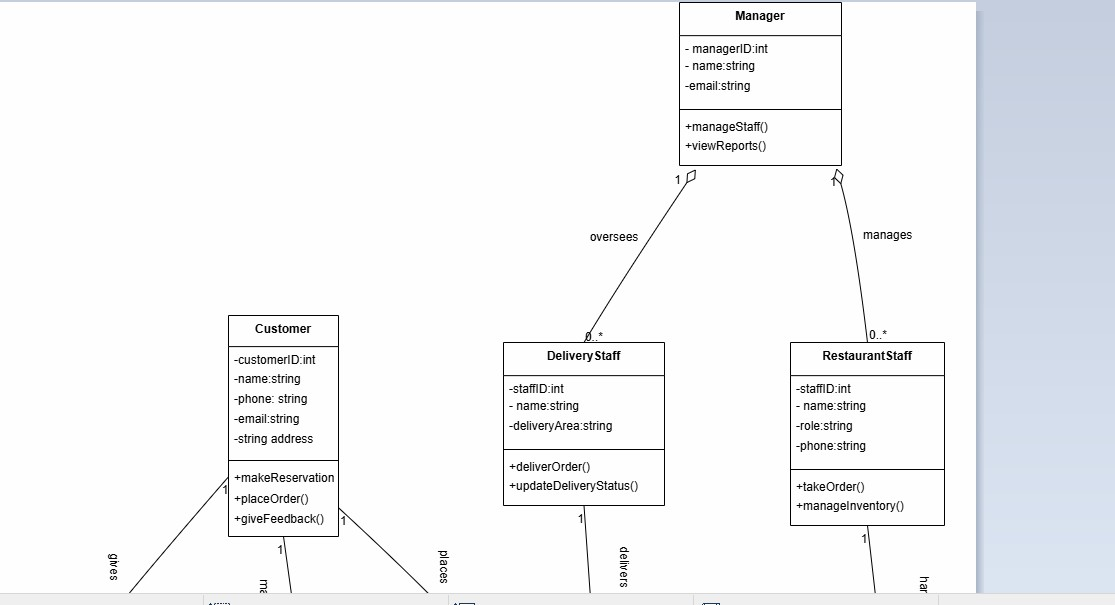 Manager
- managerID:int
- name:string
-email:string
+manageStaff()
+viewReports()
1
1
oversees
manages
0..*
0..*
Customer
-customerID:int
-name:string
-phone: string
-email:string
-string address
+makeReservation
+placeOrder()
+giveFeedback()
1
1
1
gives
places
DeliveryStaff
-staffID:int
- name:string
-deliveryArea:string
+deliverOrder()
+updateDeliveryStatus()
1
delivers
RestaurantStaff
-staffID:int
- name:string
-role:string
-phone:string
+takeOrder()
+manageInventory()
1